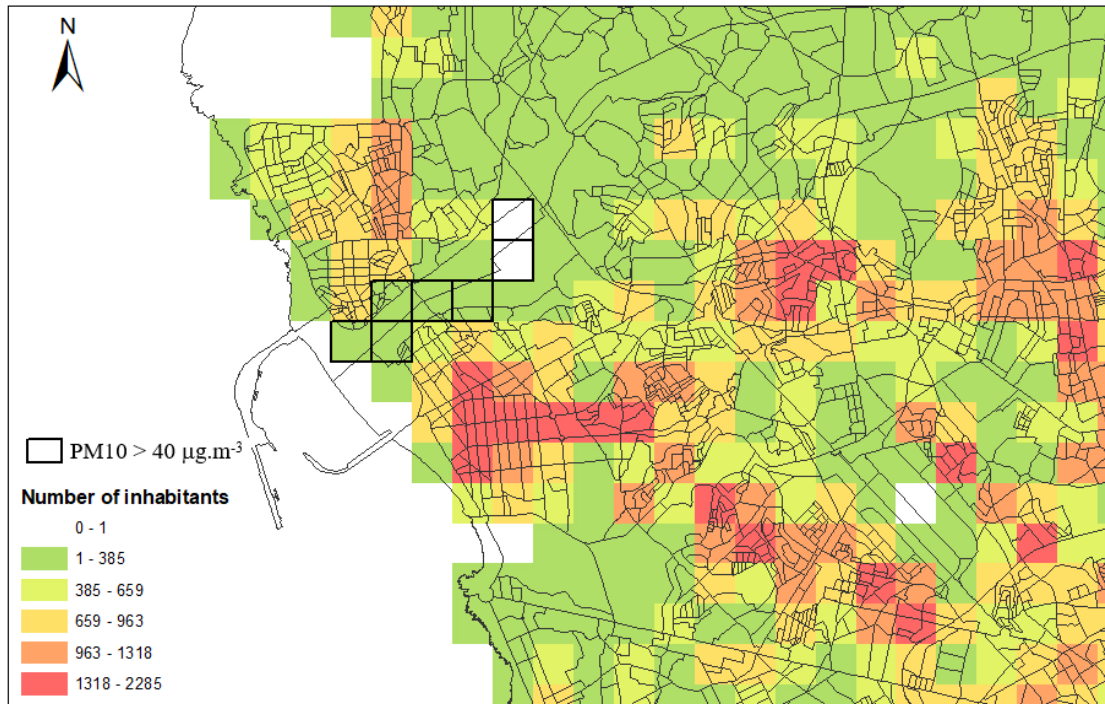 N
PM10 > 40 µg.m⁻³
Number of inhabitants
0 - 1
1 - 385
385 - 659
659 - 963
963 - 1318
1318 - 2285